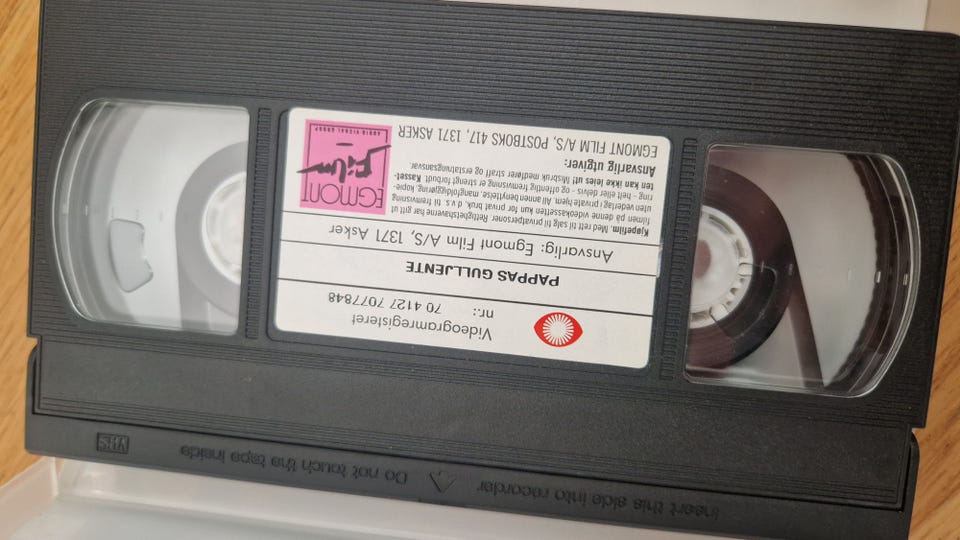 Videogramregisteret
nr.: 70 4127 7077848
PAPPAS GULLJENTE
Ansvarlig: Egmont Film A/S, 1371 Asker
Kjøpefilm. Med rett til salg til privatpersoner. Rettighetshaverne har gitt ut
filmen på denne videokassetten kun for privat bruk, d.v.s. til fremvisning
uten vederlag i private hjem. All annen benyttelse, mangfoldiggjøring, kopie-
ring - helt eller delvis - og offentlig fremvisning er strengt forbudt. Kasset-
ten kan ikke leies ut! Misbruk medfører straff og erstatningsansvar.
Ansvarlig utgiver:
EGMONT FILM A/S, POSTBOKS 417, 1371 ASKER
EGMONT
Film
AUDIO VISUAL GROUP
Insert this side into recorder
Do not touch the tape inside
VHS